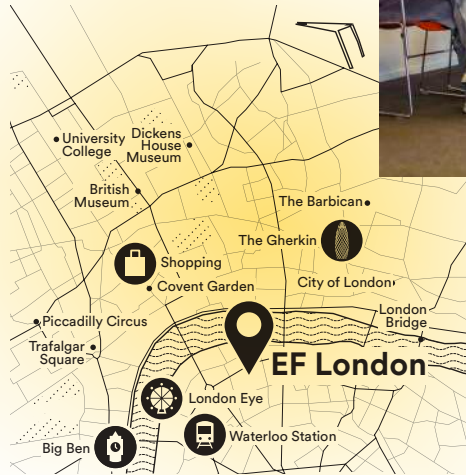 University
College
Dickens
House
Museum
British
Museum
The Barbican
The Gherkin
Shopping
City of London
Covent Garden
London
Bridge
Piccadilly Circus
Trafalgar
Square
EF London
London Eye
Waterloo Station
Big Ben